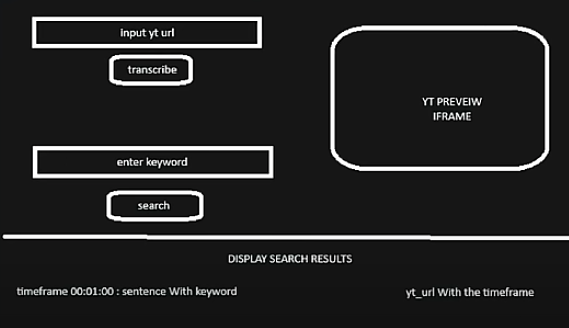 input yt url
transcribe
YT PREVEIW
IFRAME
enter keyword
search
DISPLAY SEARCH RESULTS
timeframe 00:01:00 : sentence With keyword
yt_url With the timeframe